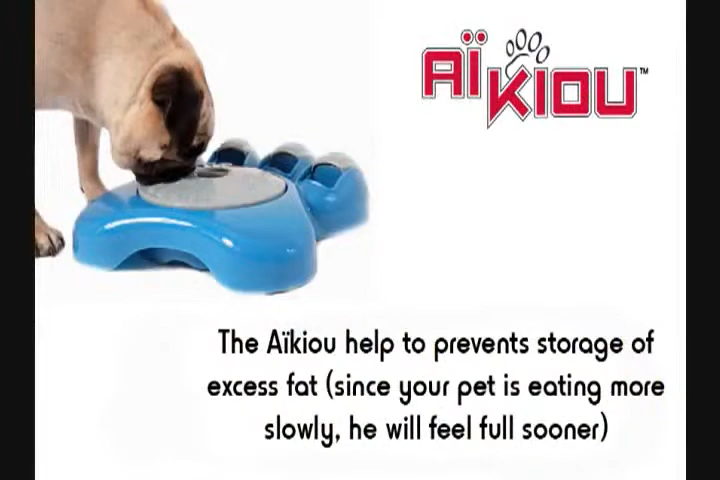 Aïkiou™
The Aïkiou help to prevents storage of
excess fat (since your pet is eating more
slowly, he will feel full sooner)